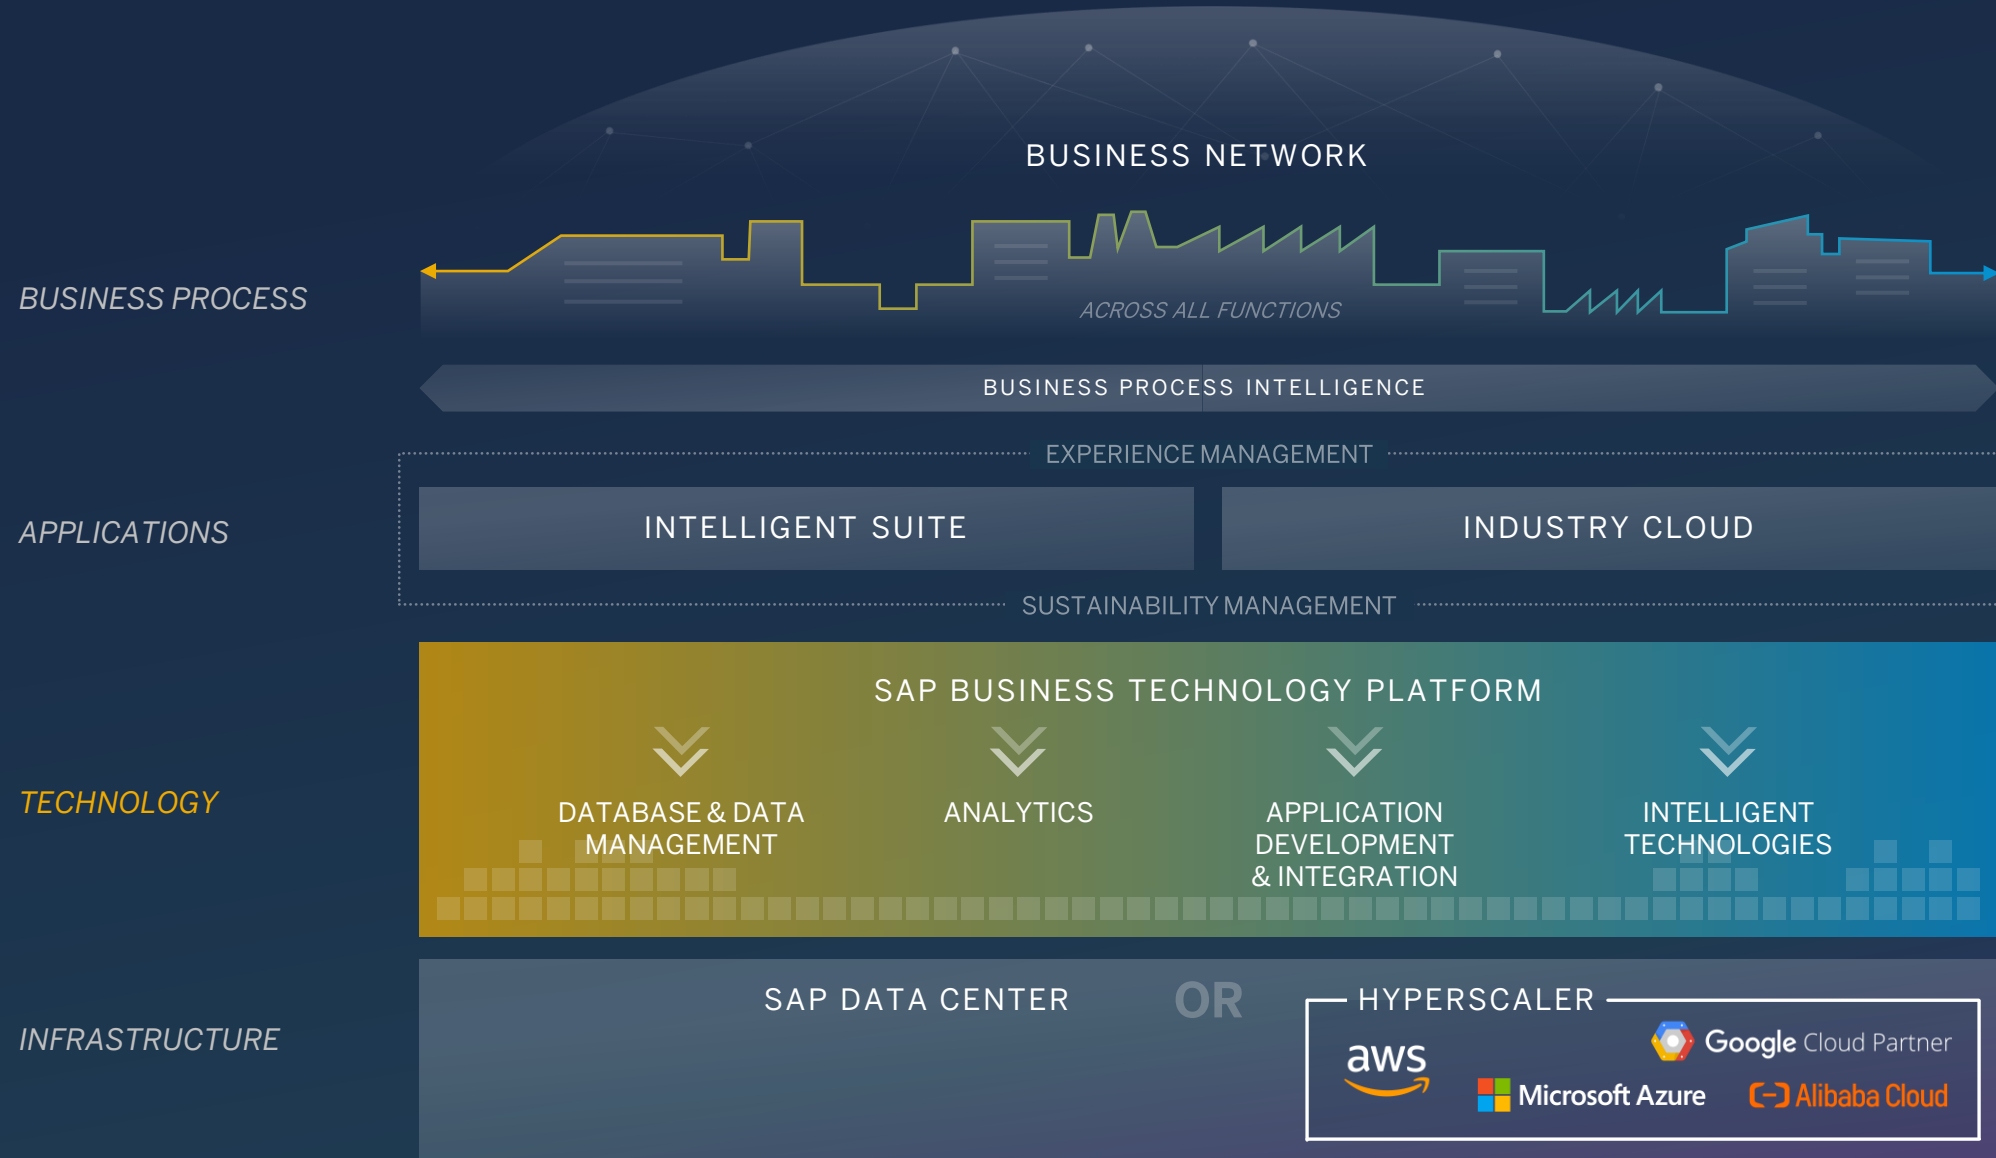 BUSINESS NETWORK
BUSINESS PROCESS
ACROSS ALL FUNCTIONS
BUSINESS PROCESS INTELLIGENCE
EXPERIENCE MANAGEMENT
APPLICATIONS
INTELLIGENT SUITE
INDUSTRY CLOUD
SUSTAINABILITY MANAGEMENT
SAP BUSINESS TECHNOLOGY PLATFORM
TECHNOLOGY
DATABASE & DATA
MANAGEMENT
ANALYTICS
APPLICATION
DEVELOPMENT
& INTEGRATION
INTELLIGENT
TECHNOLOGIES
INFRASTRUCTURE
SAP DATA CENTER
OR
HYPERSCALER
aws
Google Cloud Partner
Microsoft Azure
Alibaba Cloud